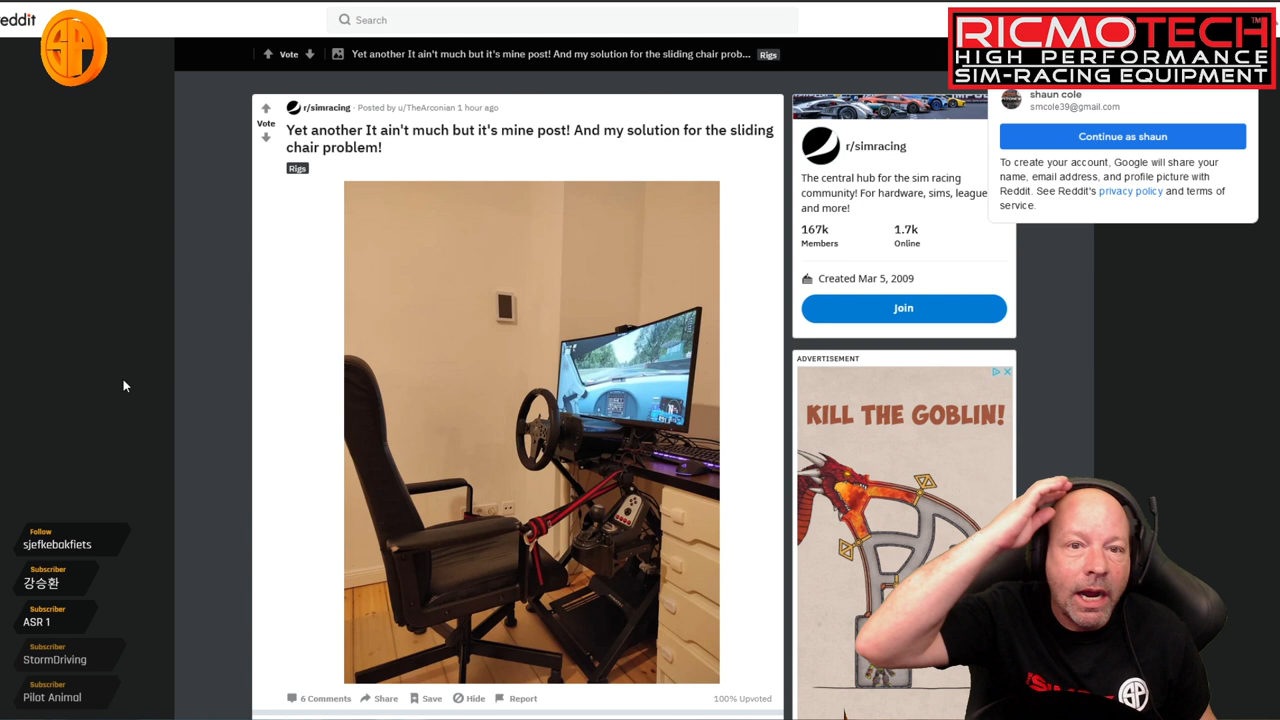 reddit
Search
Vote
Yet another It ain't much but it's mine post! And my solution for the sliding chair prob...
Rigs
RICMOTECH™
HIGH PERFORMANCE
SIM-RACING EQUIPMENT
SP
shaun cole
smcole39@gmail.com
Continue as shaun
To create your account, Google will share your
name, email address, and profile picture with
Reddit. See Reddit's privacy policy and terms of
service.
r/simracing · Posted by u/TheArconian 1 hour ago
Vote
Yet another It ain't much but it's mine post! And my solution for the sliding
chair problem!
Rigs
r/simracing
The central hub for the sim racing
community! For hardware, sims, league
and more!
167k
1.7k
Members
Online
Created Mar 5, 2009
Join
ADVERTISEMENT
KILL THE GOBLIN!
Follow
sjefkebakfiets
Subscriber
강승환
Subscriber
ASR 1
Subscriber
StormDriving
Subscriber
Pilot Animal
6 Comments
Share
Save
Hide
Report
100% Upvoted
SP